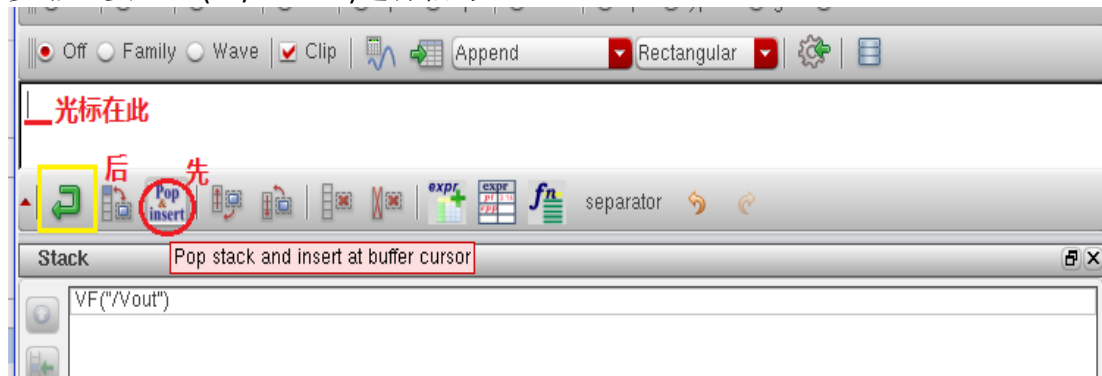 Off Family Wave Clip Append Rectangular
光标在此
后 先
Pop & insert expr expr fn separator
Pop stack and insert at buffer cursor
Stack
VF("/Vout")